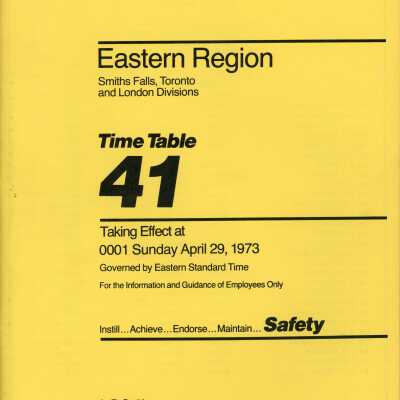 Eastern Region
Smiths Falls, Toronto
and London Divisions
Time Table
41
Taking Effect at
0001 Sunday April 29, 1973
Governed by Eastern Standard Time
For the Information and Guidance of Employees Only
Instill... Achieve... Endorse... Maintain... Safety